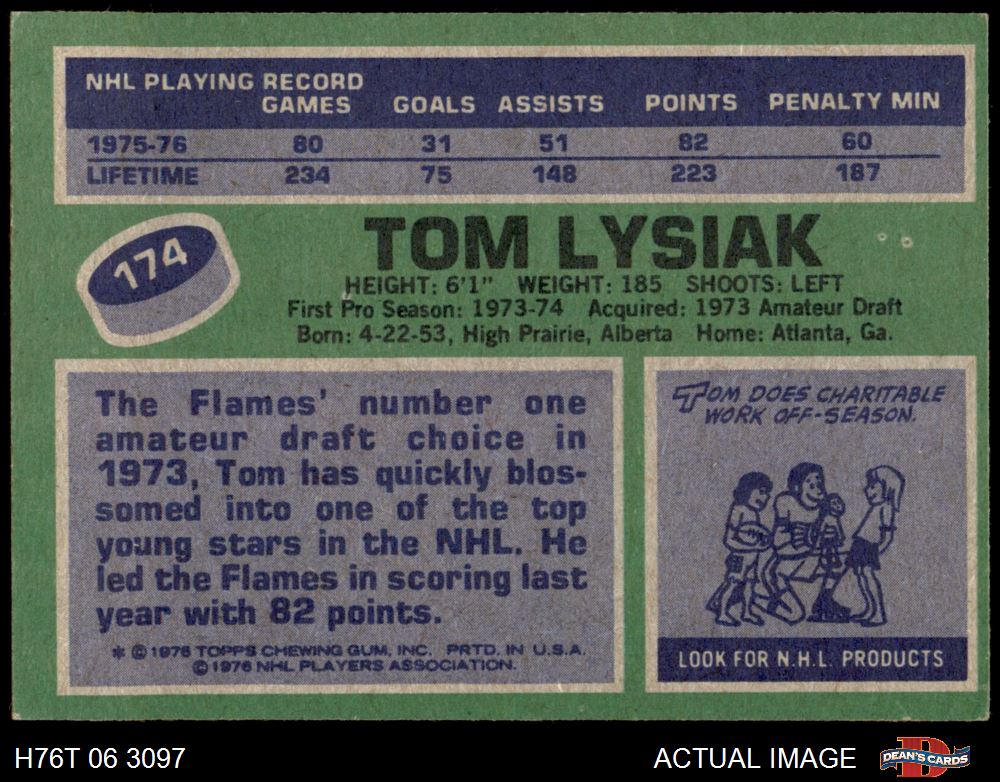 NHL PLAYING RECORD
GAMES GOALS ASSISTS POINTS PENALTY MIN
1975-76 80 31 51 82 60
LIFETIME 234 75 148 223 187
174
TOM LYSIAK
HEIGHT: 6'1" WEIGHT: 185 SHOOTS: LEFT
First Pro Season: 1973-74 Acquired: 1973 Amateur Draft
Born: 4-22-53, High Prairie, Alberta Home: Atlanta, Ga.
The Flames' number one
amateur draft choice in
1973, Tom has quickly blos-
somed into one of the top
young stars in the NHL. He
led the Flames in scoring last
year with 82 points.
* © 1976 TOPPS CHEWING GUM, INC. PRTD. IN U.S.A.
© 1976 NHL PLAYERS ASSOCIATION.
TOM DOES CHARITABLE
WORK OFF-SEASON.
LOOK FOR N.H.L. PRODUCTS
H76T 06 3097 ACTUAL IMAGE DEAN'S CARDS